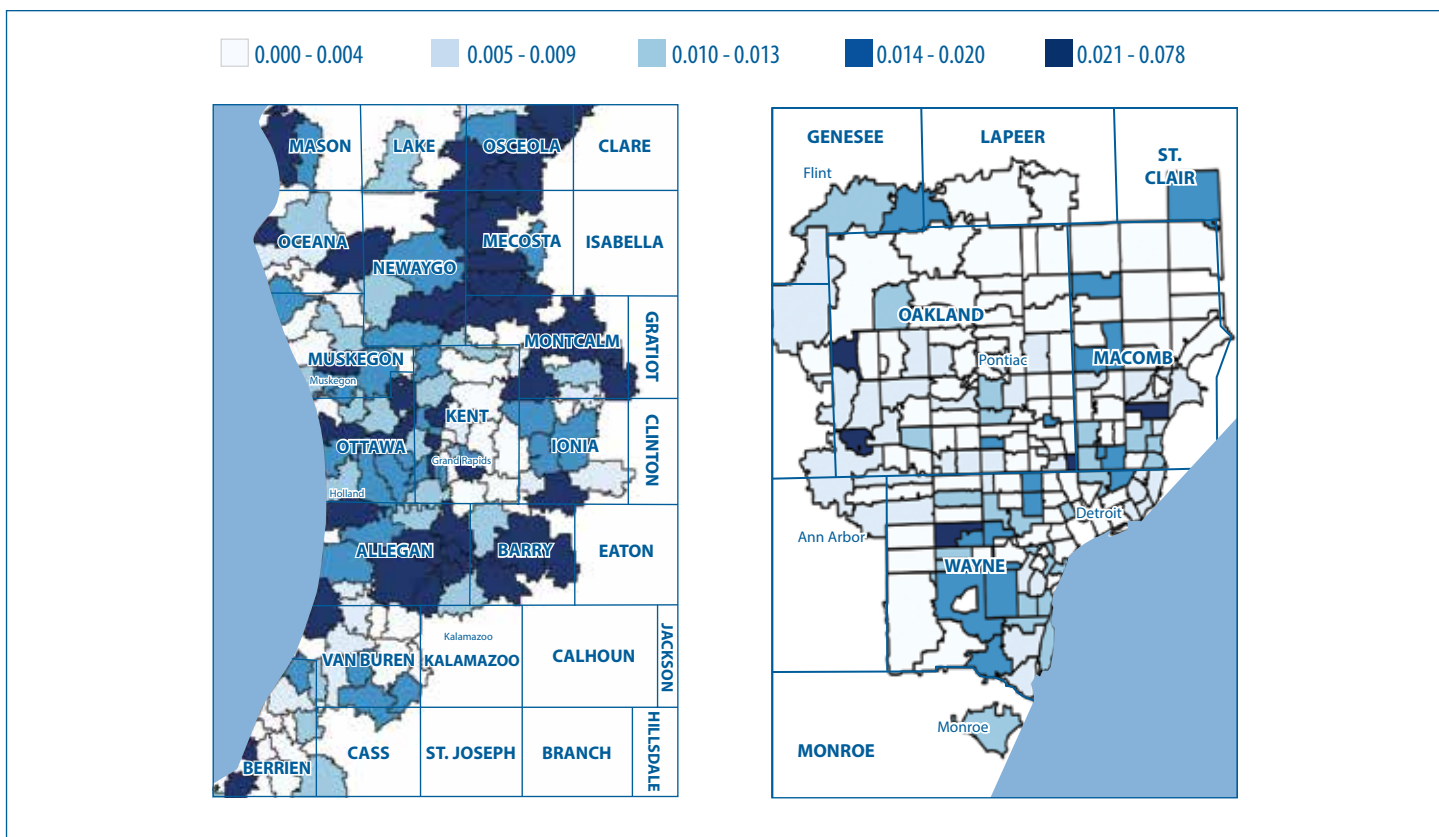 0.000 - 0.004
0.005 - 0.009
0.010 - 0.013
0.014 - 0.020
0.021 - 0.078
MASON
LAKE
OSCEOLA
CLARE
OCEANA
NEWAYGO
MECOSTA
ISABELLA
MUSKEGON
Muskegon
MONTCALM
GRATIOT
OTTAWA
Holland
KENT
Grand Rapids
IONIA
CLINTON
ALLEGAN
BARRY
EATON
VAN BUREN
Kalamazoo
KALAMAZOO
CALHOUN
JACKSON
BERRIEN
CASS
ST. JOSEPH
BRANCH
HILLSDALE
GENESEE
Flint
LAPEER
ST.
CLAIR
OAKLAND
Pontiac
MACOMB
Ann Arbor
Detroit
WAYNE
Monroe
MONROE